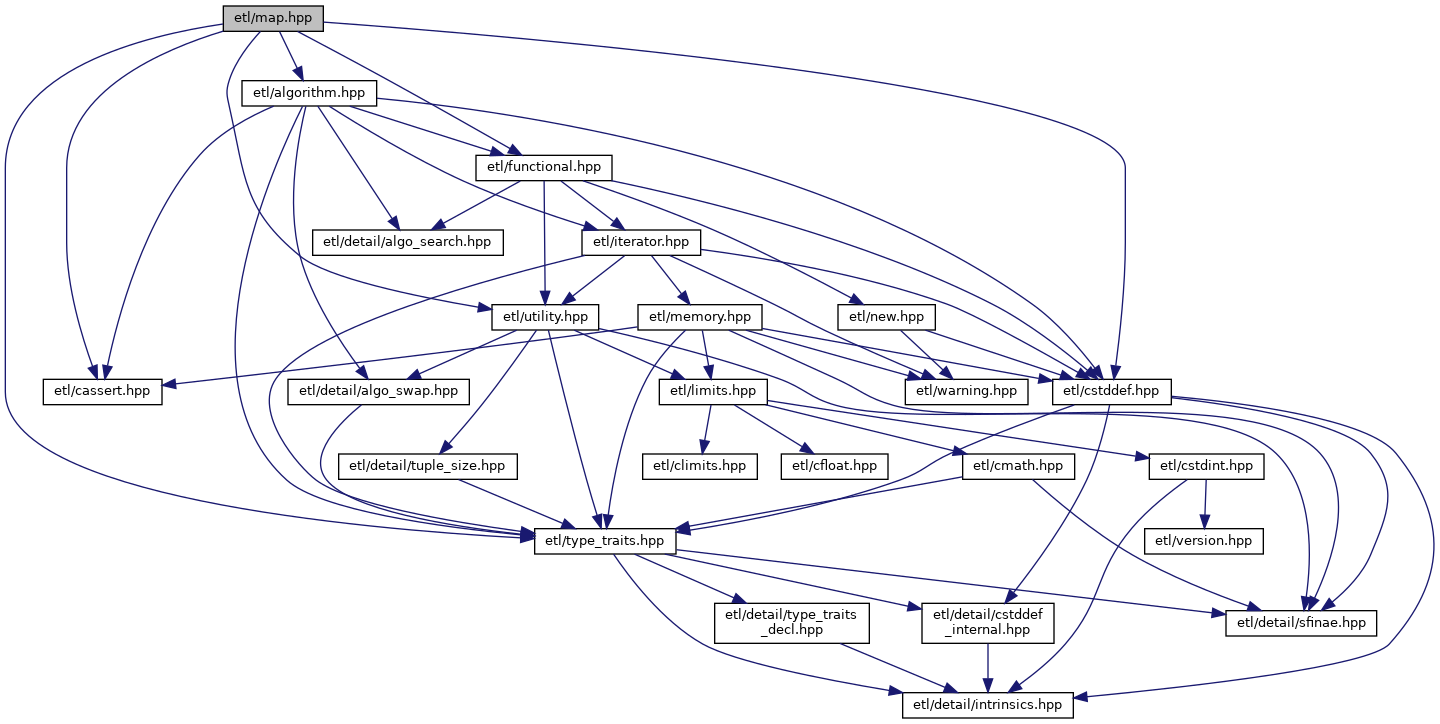 etl/map.hpp
etl/algorithm.hpp
etl/functional.hpp
etl/detail/algo_search.hpp
etl/iterator.hpp
etl/utility.hpp
etl/memory.hpp
etl/new.hpp
etl/cassert.hpp
etl/detail/algo_swap.hpp
etl/limits.hpp
etl/warning.hpp
etl/cstddef.hpp
etl/detail/tuple_size.hpp
etl/climits.hpp
etl/cfloat.hpp
etl/cmath.hpp
etl/cstdint.hpp
etl/type_traits.hpp
etl/version.hpp
etl/detail/type_traits
_decl.hpp
etl/detail/cstddef
_internal.hpp
etl/detail/sfinae.hpp
etl/detail/intrinsics.hpp